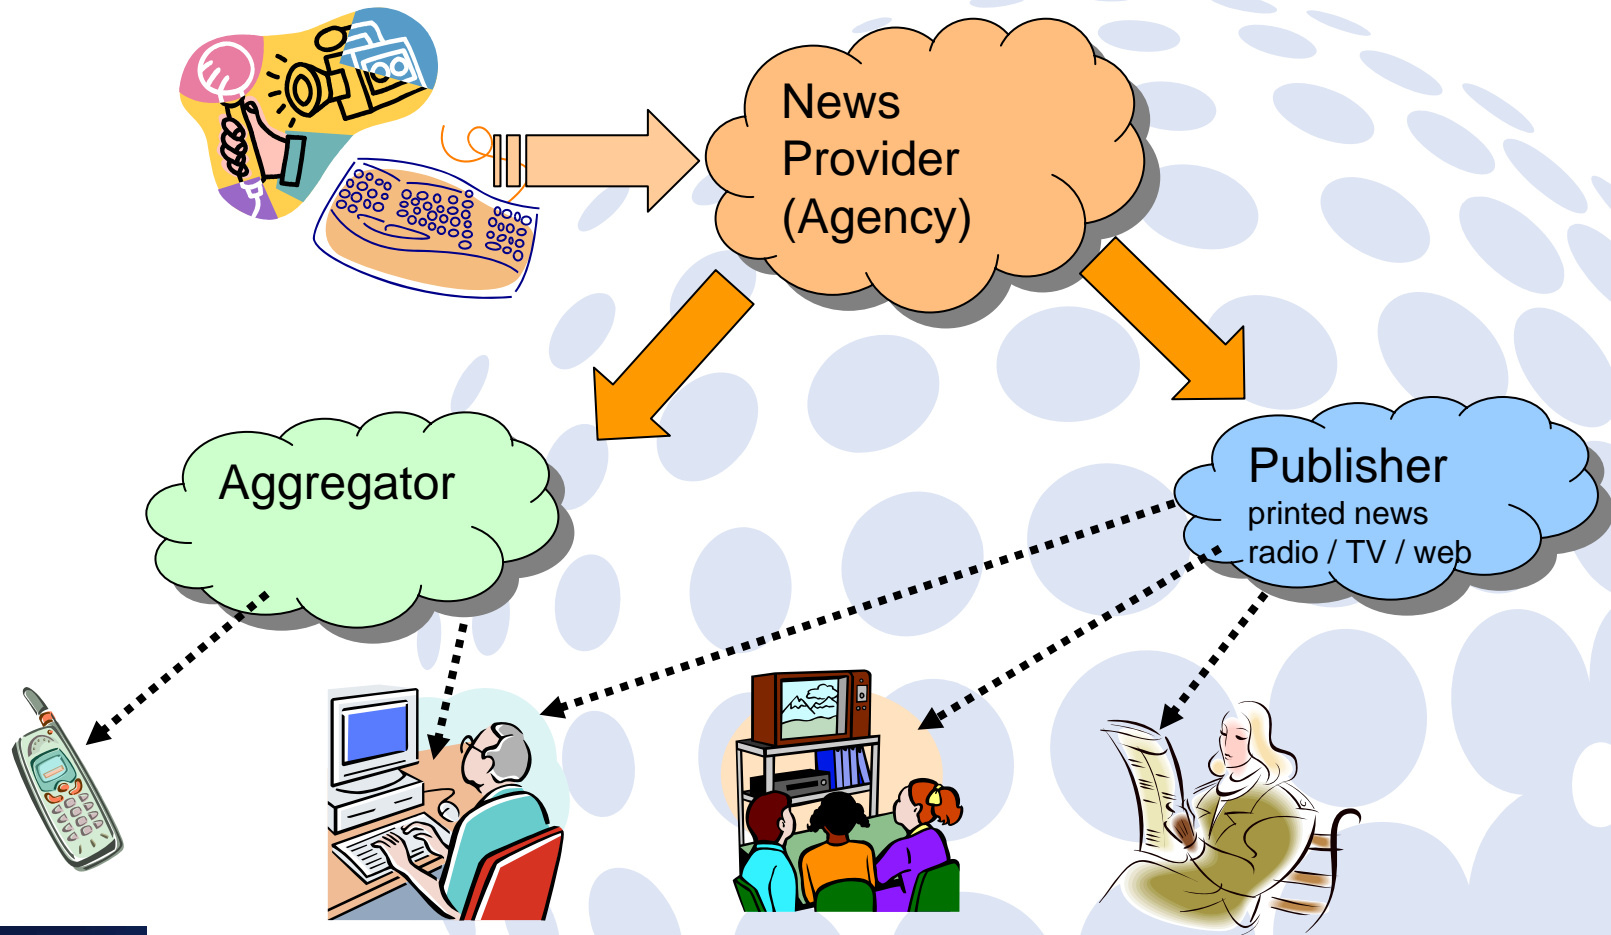 News
Provider
(Agency)
Aggregator
Publisher
printed news
radio / TV / web